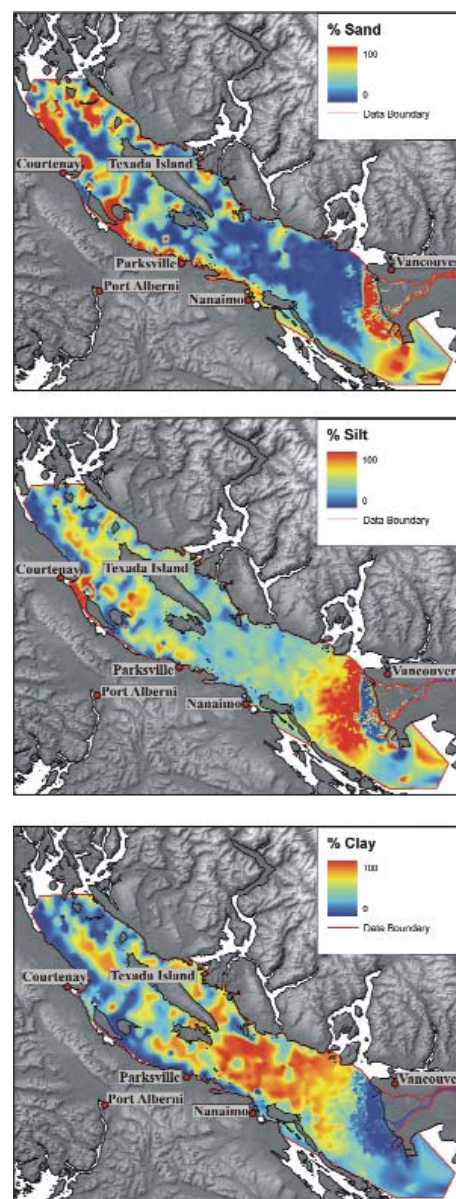 % Sand
100
0
Data Boundary
Courtenay
Texada Island
Parksville
Port Alberni
Nanaimo
Vancouver
% Silt
100
0
Data Boundary
Courtenay
Texada Island
Parksville
Port Alberni
Nanaimo
Vancouver
% Clay
100
0
Data Boundary
Courtenay
Texada Island
Parksville
Port Alberni
Nanaimo
Vancouver